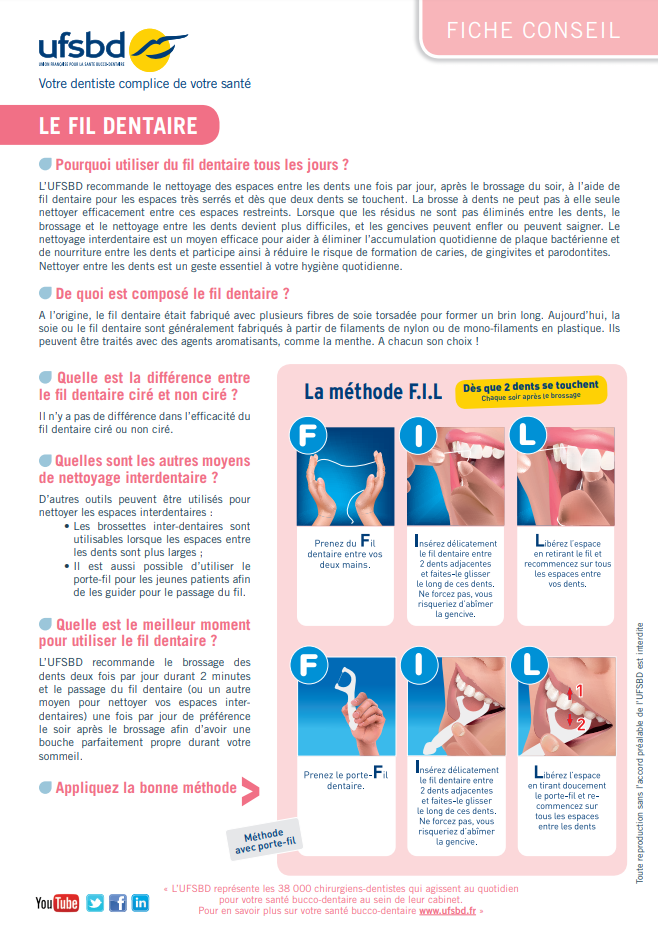 FICHE CONSEIL
ufsbd
UNION FRANÇAISE POUR LA SANTE BUCCO-DENTAIRE
Votre dentiste complice de votre santé
LE FIL DENTAIRE
Pourquoi utiliser du fil dentaire tous les jours ?
L'UFSBD recommande le nettoyage des espaces entre les dents une fois par jour, après le brossage du soir, à l'aide de
fil dentaire pour les espaces très serrés et dès que deux dents se touchent. La brosse à dents ne peut pas à elle seule
nettoyer efficacement entre ces espaces restreints. Lorsque que les résidus ne sont pas éliminés entre les dents, le
brossage et le nettoyage entre les dents devient plus difficiles, et les gencives peuvent enfler ou peuvent saigner. Le
nettoyage interdentaire est un moyen efficace pour aider à éliminer l'accumulation quotidienne de plaque bactérienne et
de nourriture entre les dents et participe ainsi à réduire le risque de formation de caries, de gingivites et parodontites.
Nettoyer entre les dents est un geste essentiel à votre hygiène quotidienne.
De quoi est composé le fil dentaire ?
A l'origine, le fil dentaire était fabriqué avec plusieurs fibres de soie torsadée pour former un brin long. Aujourd'hui, la
soie ou le fil dentaire sont généralement fabriqués à partir de filaments de nylon ou de mono-filaments en plastique. Ils
peuvent être traités avec des agents aromatisants, comme la menthe. A chacun son choix !
Quelle est la différence entre
le fil dentaire ciré et non ciré ?
Il n'y a pas de différence dans l'efficacité du
fil dentaire ciré ou non ciré.
Quelles sont les autres moyens
de nettoyage interdentaire ?
D'autres outils peuvent être utilisés pour
nettoyer les espaces interdentaires :
• Les brossettes inter-dentaires sont
utilisables lorsque les espaces entre
les dents sont plus larges ;
• Il est aussi possible d'utiliser le
porte-fil pour les jeunes patients afin
de les guider pour le passage du fil.
Quelle est le meilleur moment
pour utiliser le fil dentaire ?
L'UFSBD recommande le brossage des
dents deux fois par jour durant 2 minutes
et le passage du fil dentaire (ou un autre
moyen pour nettoyer vos espaces inter-
dentaires) une fois par jour de préférence
le soir après le brossage afin d'avoir une
bouche parfaitement propre durant votre
sommeil.
Appliquez la bonne méthode >
La méthode F.I.L
Dès que 2 dents se touchent
Chaque soir après le brossage
F
Prenez du Fil
dentaire entre vos
deux mains.
I
Insérez délicatement
le fil dentaire entre
2 dents adjacentes
et faites-le glisser
le long de ces dents.
Ne forcez pas, vous
risqueriez d'abîmer
la gencive.
L
Libérez l'espace
en retirant le fil et
recommencez sur tous
les espaces entre
vos dents.
F
Prenez le porte-Fil
dentaire.
I
Insérez délicatement
le fil dentaire entre
2 dents adjacentes
et faites-le glisser
le long de ces dents.
Ne forcez pas, vous
risqueriez d'abîmer
la gencive.
L
1
2
Libérez l'espace
en tirant doucement
le porte-fil et re-
commencez sur
tous les espaces
entre les dents
Méthode
avec porte-fil
Toute reproduction sans l'accord préalable de l'UFSBD est interdite
YouTube
f
in
« L'UFSBD représente les 38 000 chirurgiens-dentistes qui agissent au quotidien
pour votre santé bucco-dentaire au sein de leur cabinet.
Pour en savoir plus sur votre santé bucco-dentaire www.ufsbd.fr »